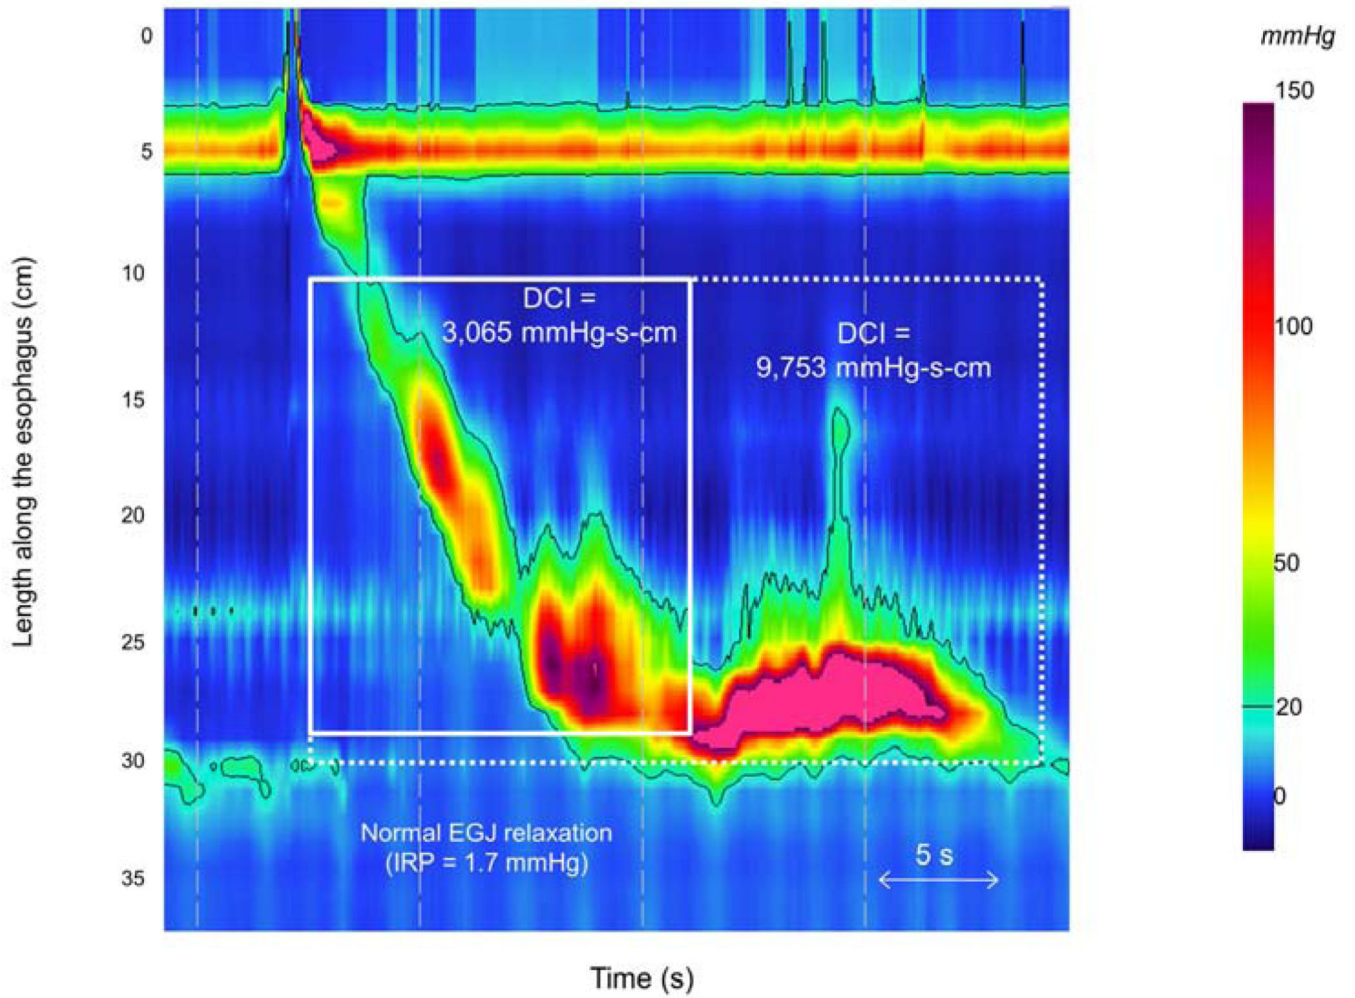 mmHg
150
100
50
20
0
Length along the esophagus (cm)
0
5
10
15
20
25
30
35
DCI =
3,065 mmHg-s-cm
DCI =
9,753 mmHg-s-cm
Normal EGJ relaxation
(IRP = 1.7 mmHg)
5 s
Time (s)